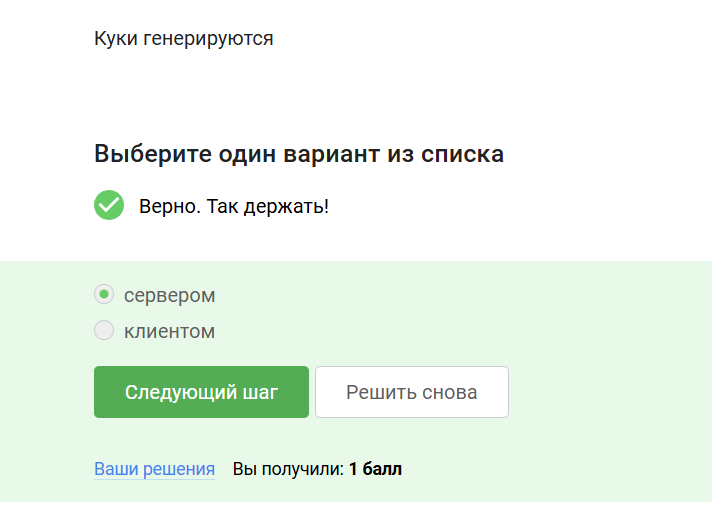 Куки генерируются
Выберите один вариант из списка
Верно. Так держать!
сервером
клиентом
Следующий шаг
Решить снова
Ваши решения
Вы получили: 1 балл